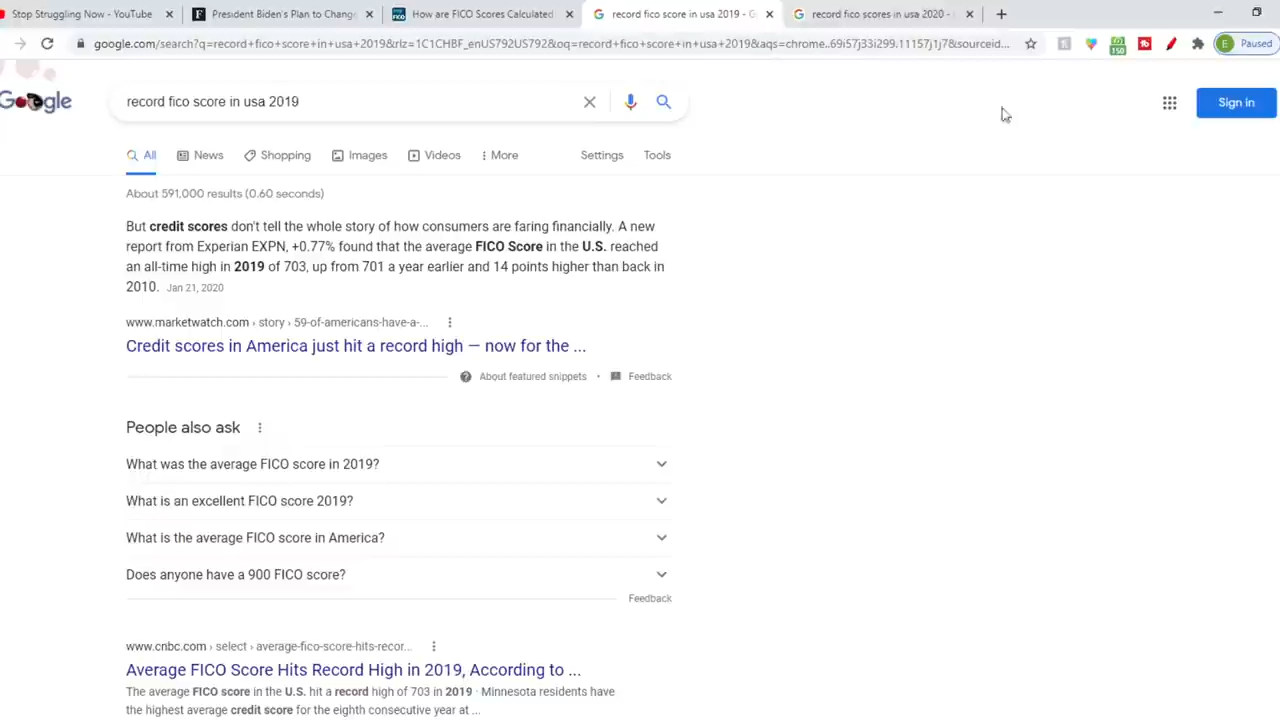 Stop Struggling Now - YouTube
President Biden's Plan to Change
How are FICO Scores Calculated
record fico score in usa 2019 - G
record fico scores in usa 2020 -
google.com/search?q=record+fico+score+in+usa+2019&rlz=1C1CHBF_enUS792US792&oq=record+fico+score+in+usa+2019&aqs=chrome..69i57j33i299.11157j1j7&sourceid...
150
E Paused
Google
record fico score in usa 2019
Sign in
All
News
Shopping
Images
Videos
More
Settings
Tools
About 591,000 results (0.60 seconds)
But credit scores don't tell the whole story of how consumers are faring financially. A new
report from Experian EXPN, +0.77% found that the average FICO Score in the U.S. reached
an all-time high in 2019 of 703, up from 701 a year earlier and 14 points higher than back in
2010. Jan 21, 2020
www.marketwatch.com › story › 59-of-americans-have-a-...
Credit scores in America just hit a record high — now for the ...
About featured snippets • Feedback
People also ask
What was the average FICO score in 2019?
What is an excellent FICO score 2019?
What is the average FICO score in America?
Does anyone have a 900 FICO score?
Feedback
www.cnbc.com › select › average-fico-score-hits-recor...
Average FICO Score Hits Record High in 2019, According to ...
The average FICO score in the U.S. hit a record high of 703 in 2019 · Minnesota residents have
the highest average credit score for the eighth consecutive year at ...